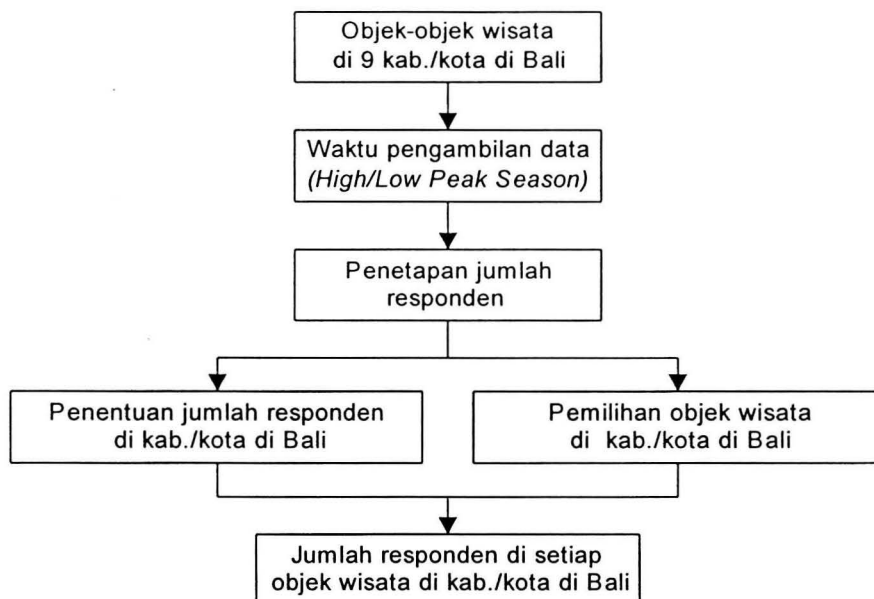 Objek-objek wisata
di 9 kab./kota di Bali
Waktu pengambilan data
(High/Low Peak Season)
Penetapan jumlah
responden
Penentuan jumlah responden
di kab./kota di Bali
Pemilihan objek wisata
di kab./kota di Bali
Jumlah responden di setiap
objek wisata di kab./kota di Bali